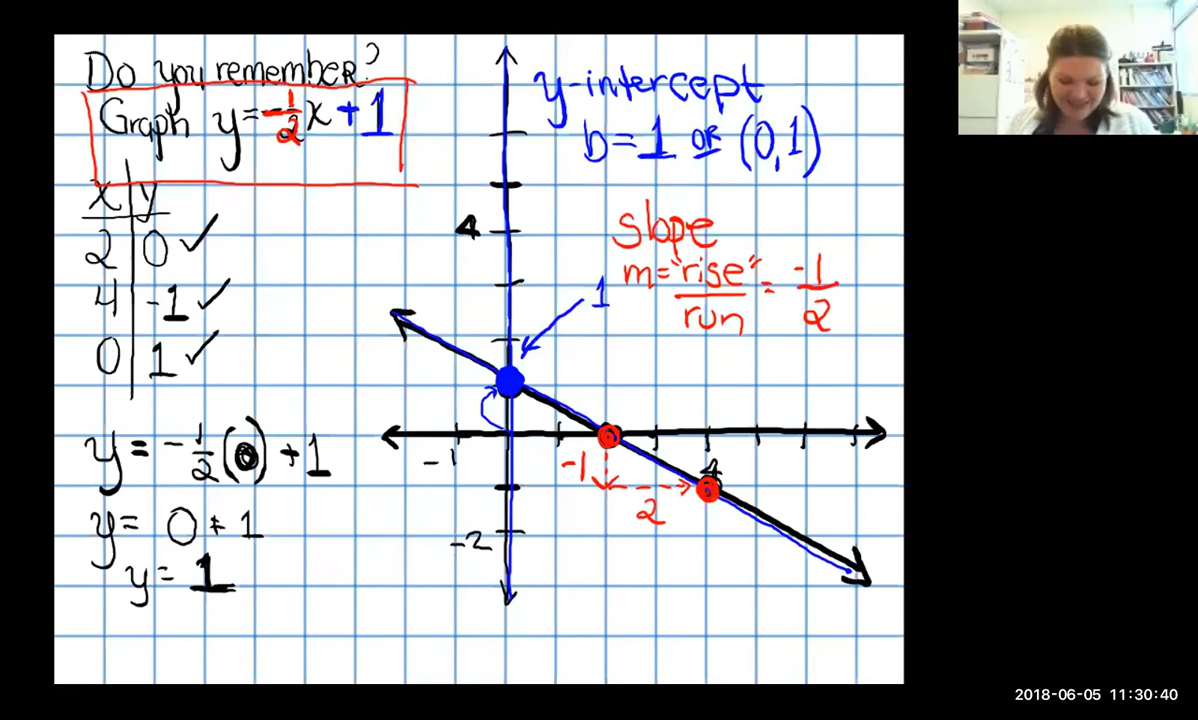 Do you remember?
Graph y=-1/2x+1
x | y
2 | 0 ✓
4 | -1 ✓
0 | 1 ✓
y = -1/2(0)+1
y = 0+1
y = 1
y-intercept
b=1 OR (0,1)
4
slope
m="rise"/run = -1/2
1
-1
-1
4
2
-2
2018-06-05 11:30:40